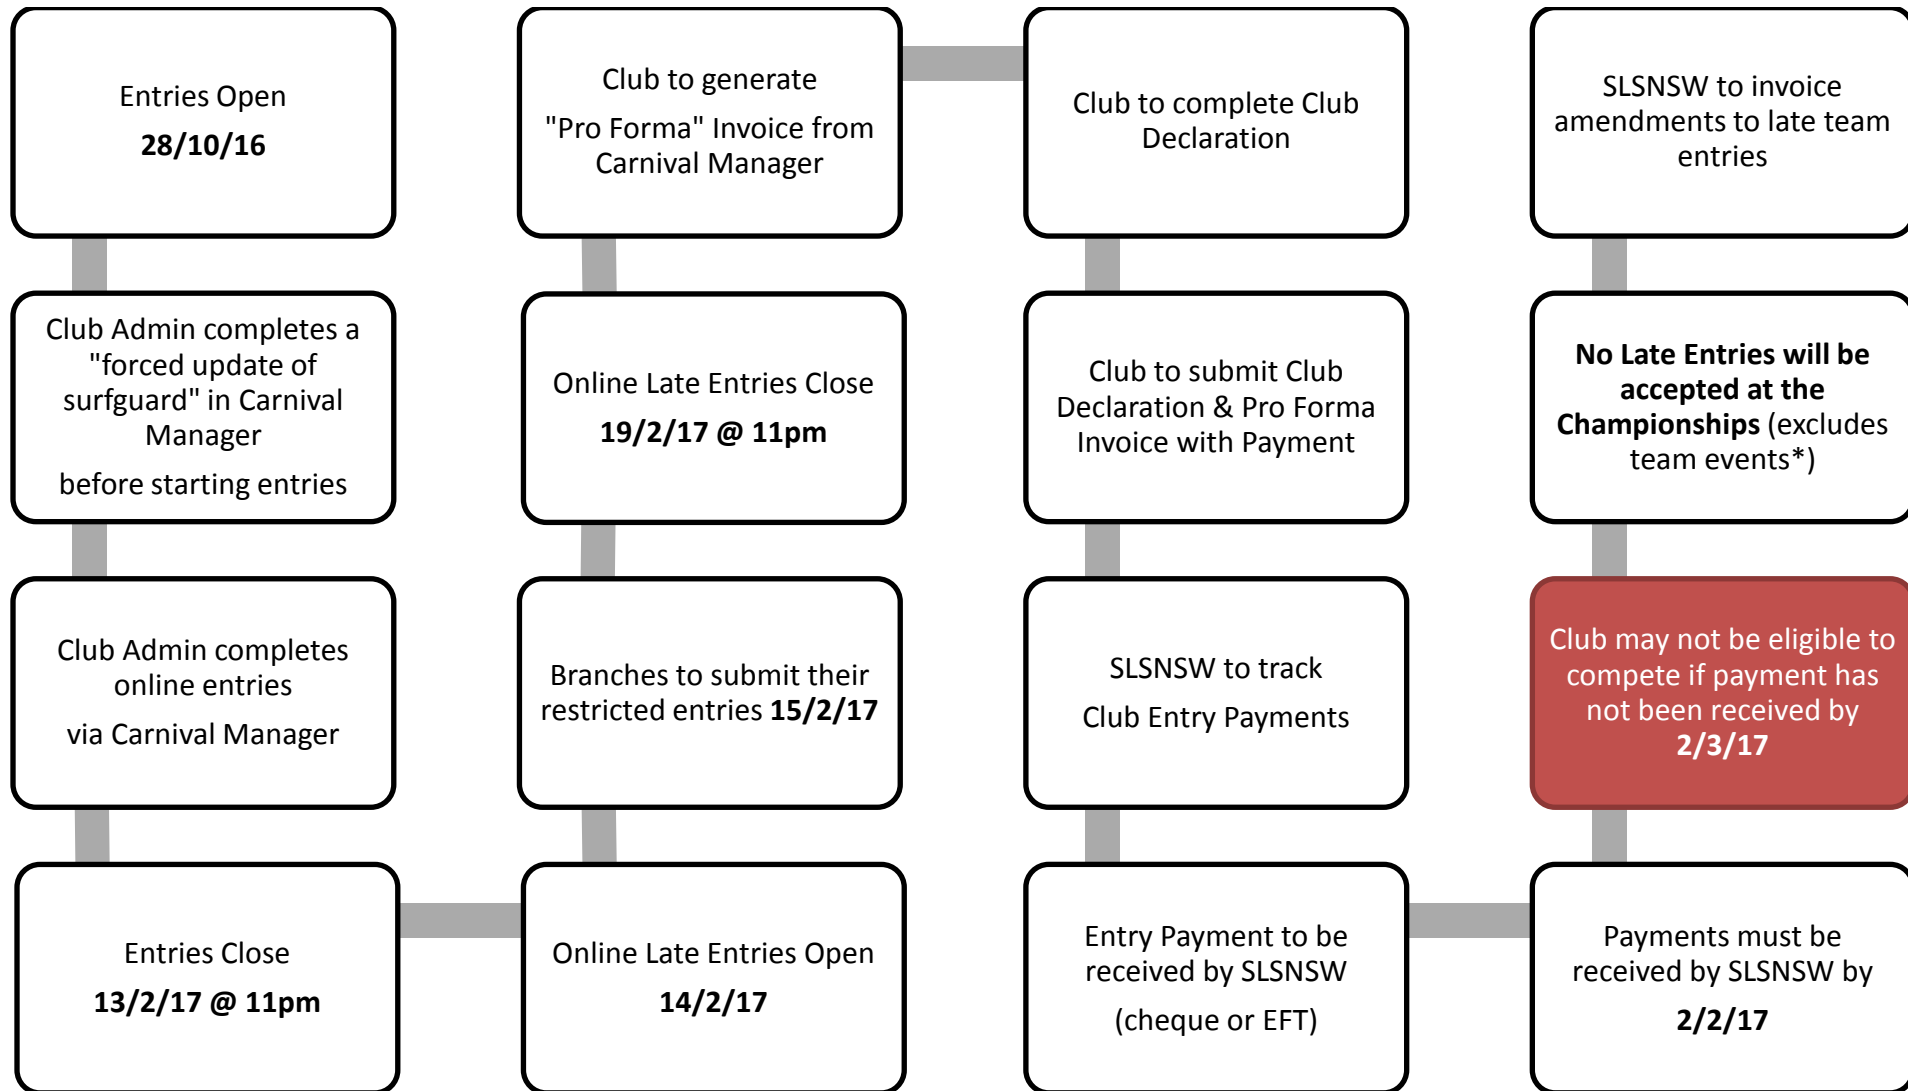 Entries Open
28/10/16
Club Admin completes a
"forced update of
surfguard" in Carnival
Manager
before starting entries
Club Admin completes
online entries
via Carnival Manager
Entries Close
13/2/17 @ 11pm
Online Late Entries Open
14/2/17
Branches to submit their
restricted entries 15/2/17
Online Late Entries Close
19/2/17 @ 11pm
Club to generate
"Pro Forma" Invoice from
Carnival Manager
Club to complete Club
Declaration
Club to submit Club
Declaration & Pro Forma
Invoice with Payment
SLSNSW to track
Club Entry Payments
Entry Payment to be
received by SLSNSW
(cheque or EFT)
Payments must be
received by SLSNSW by
2/2/17
Club may not be eligible to
compete if payment has
not been received by
2/3/17
No Late Entries will be
accepted at the
Championships (excludes
team events*)
SLSNSW to invoice
amendments to late team
entries